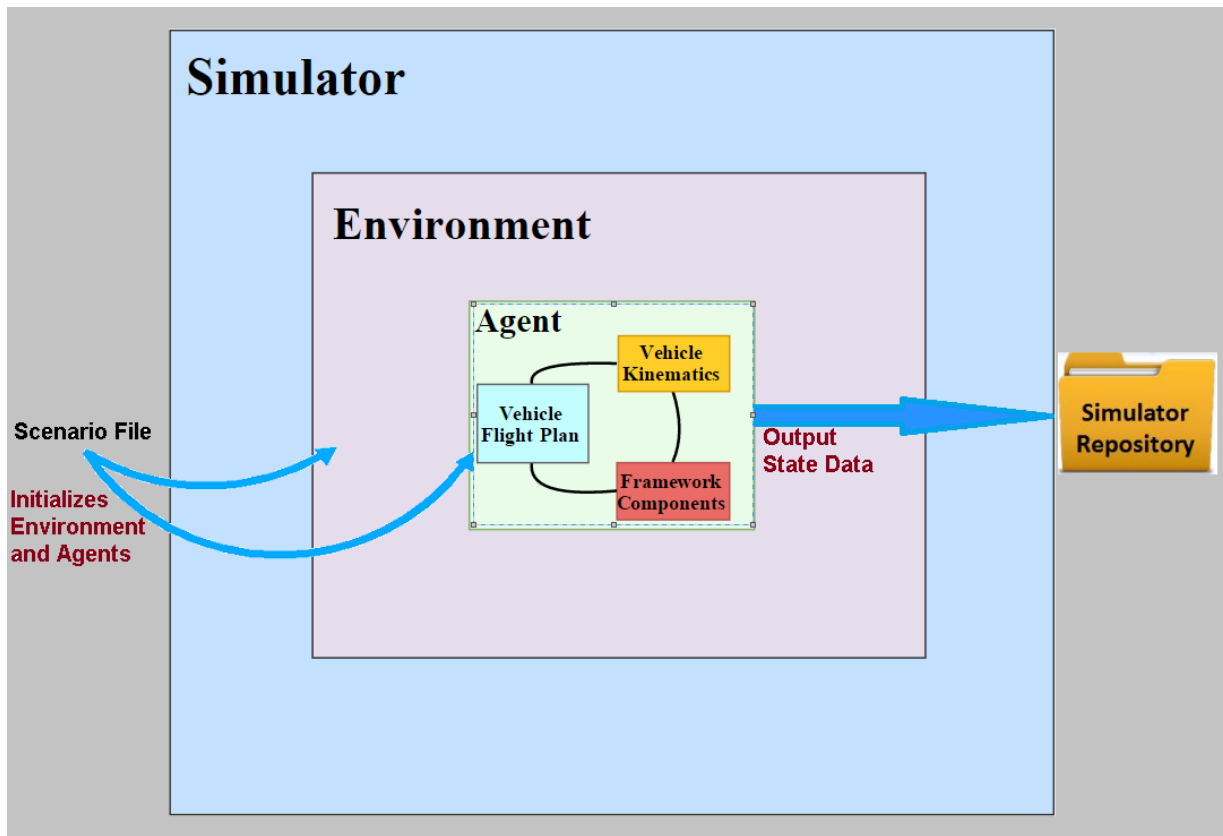 Simulator
Environment
Agent
Vehicle
Kinematics
Vehicle
Flight Plan
Framework
Components
Scenario File
Initializes
Environment
and Agents
Output
State Data
Simulator
Repository